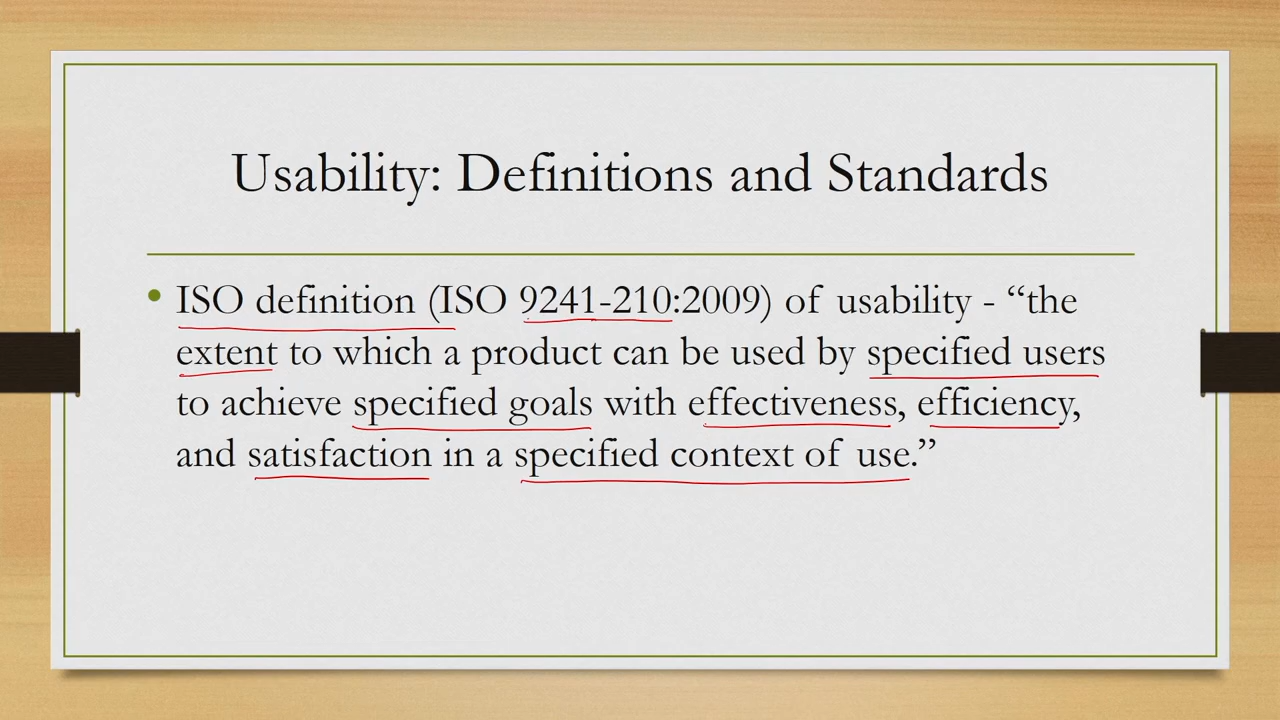 Usability: Definitions and Standards
• ISO definition (ISO 9241-210:2009) of usability - “the
extent to which a product can be used by specified users
to achieve specified goals with effectiveness, efficiency,
and satisfaction in a specified context of use.”